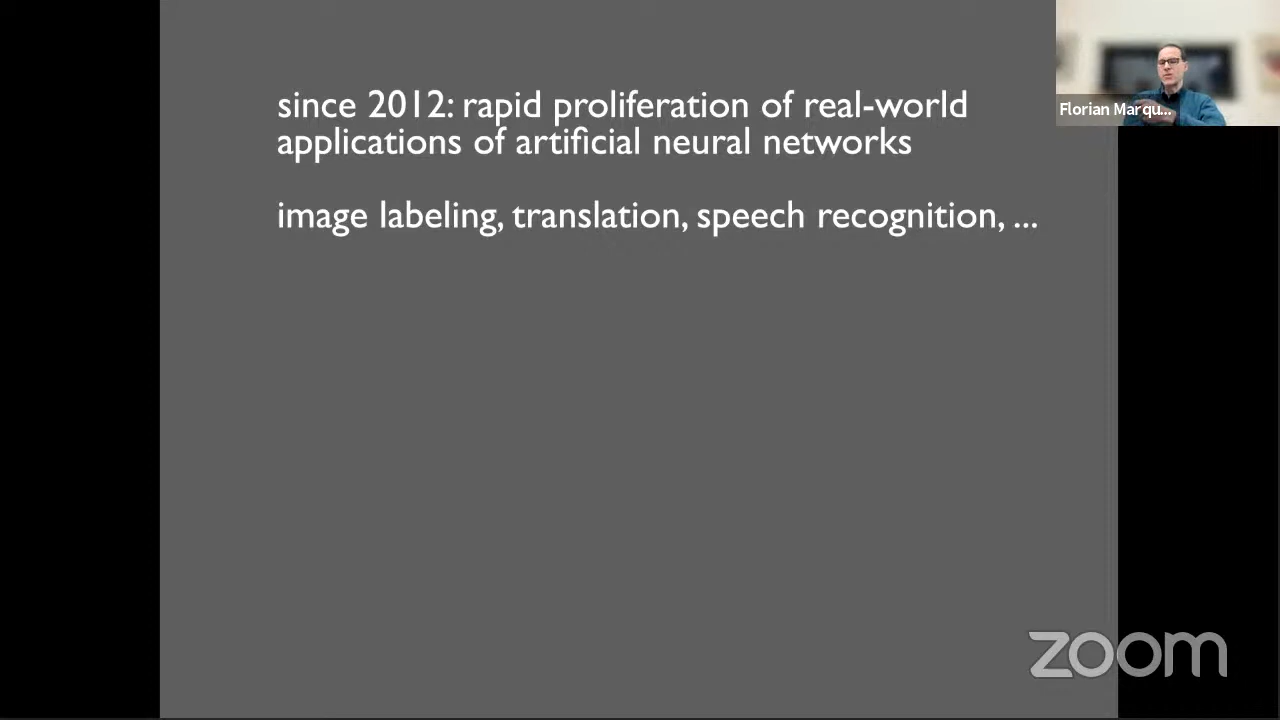 since 2012: rapid proliferation of real-world
applications of artificial neural networks
image labeling, translation, speech recognition, ...
Florian Marqu...
zoom